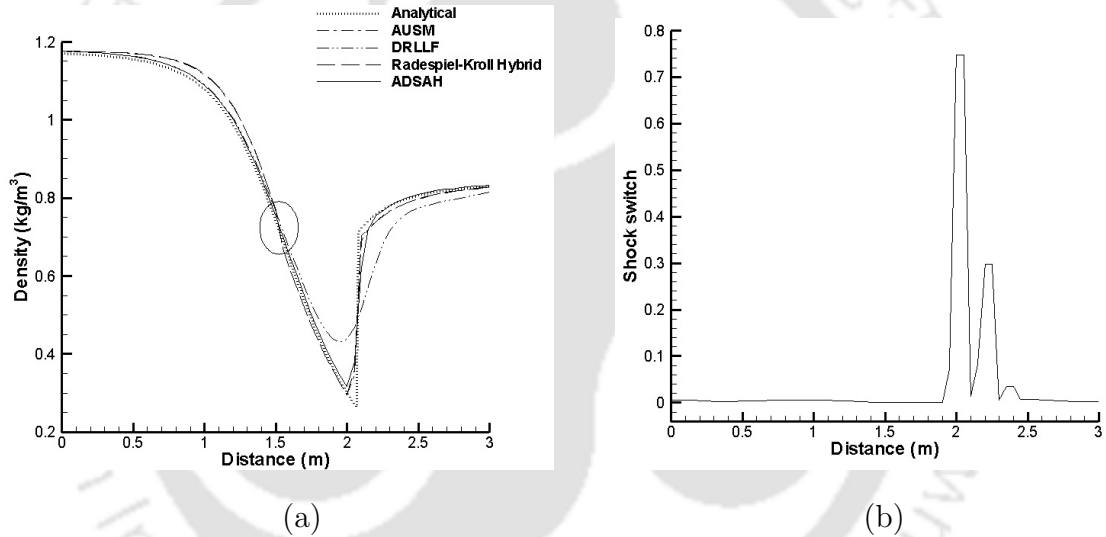 Analytical
AUSM
DRLLF
Radespiel-Kroll Hybrid
ADSAH
1.2
1
0.8
0.6
0.4
0.2
Density (kg/m³)
0 0.5 1 1.5 2 2.5 3
Distance (m)
(a)
0.8
0.7
0.6
0.5
0.4
0.3
0.2
0.1
0
Shock switch
0 0.5 1 1.5 2 2.5 3
Distance (m)
(b)